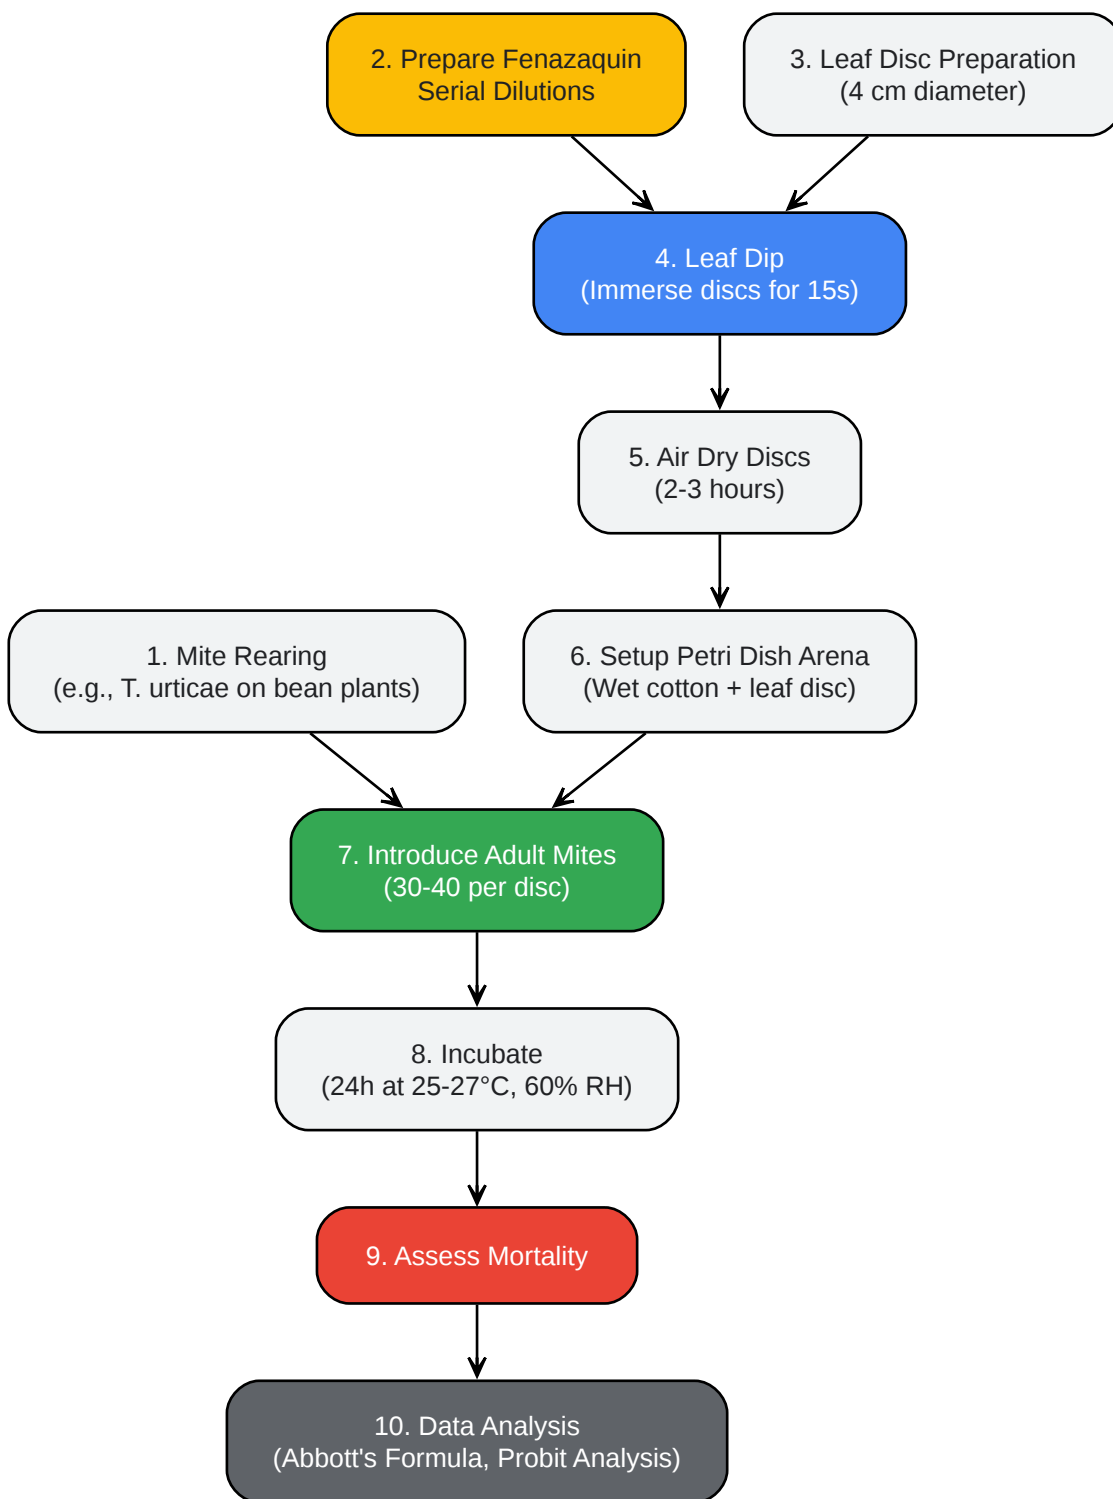 2. Prepare Fenazaquin
Serial Dilutions
3. Leaf Disc Preparation
(4 cm diameter)
4. Leaf Dip
(Immerse discs for 15s)
5. Air Dry Discs
(2-3 hours)
1. Mite Rearing
(e.g., T. urticae on bean plants)
6. Setup Petri Dish Arena
(Wet cotton + leaf disc)
7. Introduce Adult Mites
(30-40 per disc)
8. Incubate
(24h at 25-27°C, 60% RH)
9. Assess Mortality
10. Data Analysis
(Abbott's Formula, Probit Analysis)